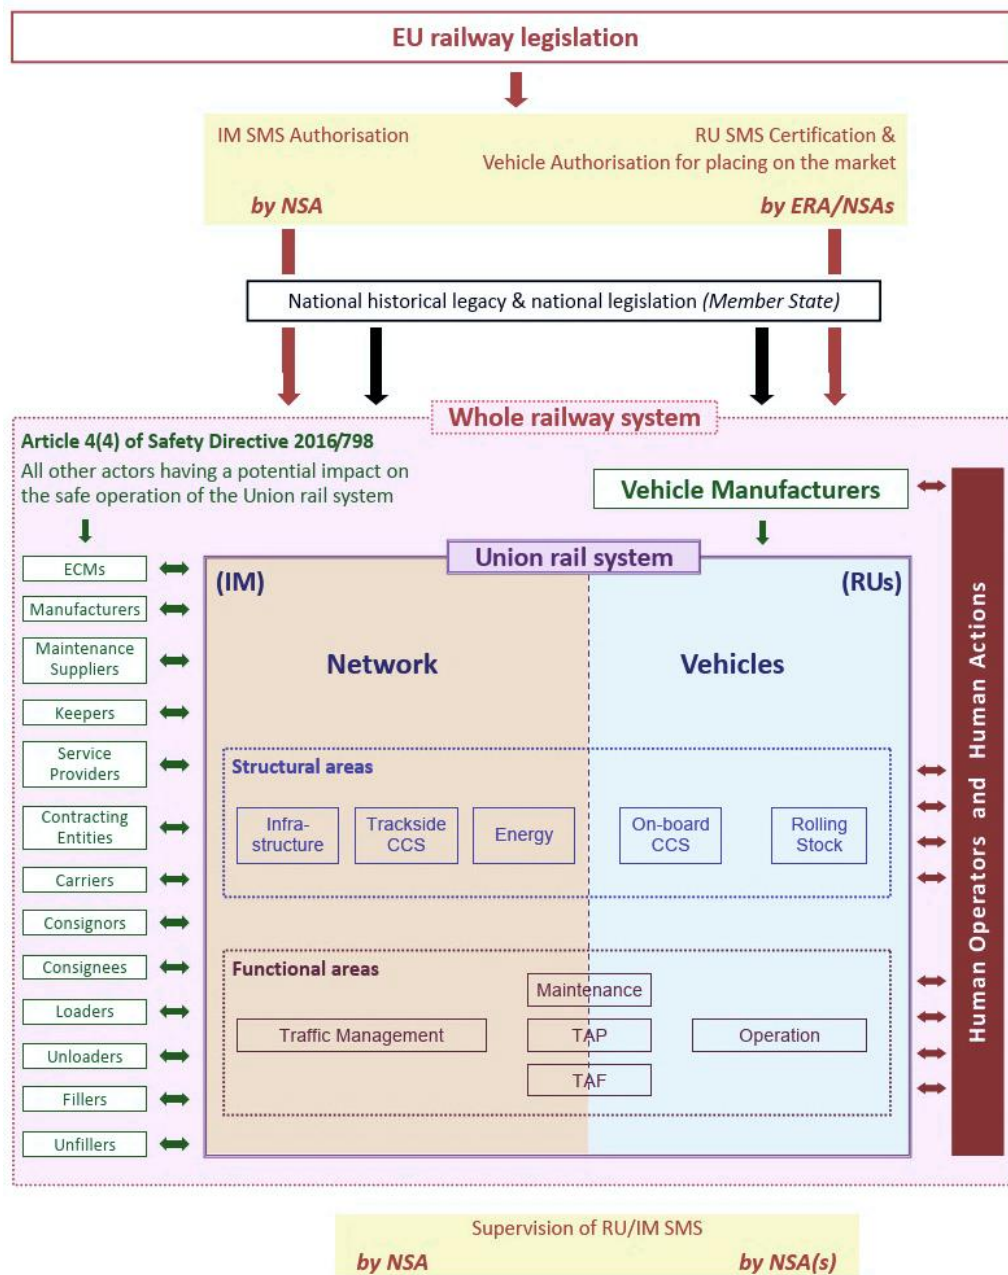 EU railway legislation
IM SMS Authorisation
RU SMS Certification &
Vehicle Authorisation for placing on the market
by NSA
by ERA/NSAs
National historical legacy & national legislation (Member State)
Whole railway system
Article 4(4) of Safety Directive 2016/798
All other actors having a potential impact on
the safe operation of the Union rail system
Vehicle Manufacturers
ECMs
Manufacturers
Maintenance
Suppliers
Keepers
Service
Providers
Contracting
Entities
Carriers
Consignors
Consignees
Loaders
Unloaders
Fillers
Unfillers
Union rail system
(IM)
(RUs)
Network
Vehicles
Structural areas
Infra-
structure
Trackside
CCS
Energy
On-board
CCS
Rolling
Stock
Functional areas
Maintenance
Traffic Management
TAP
Operation
TAF
Human Operators and Human Actions
Supervision of RU/IM SMS
by NSA
by NSA(s)